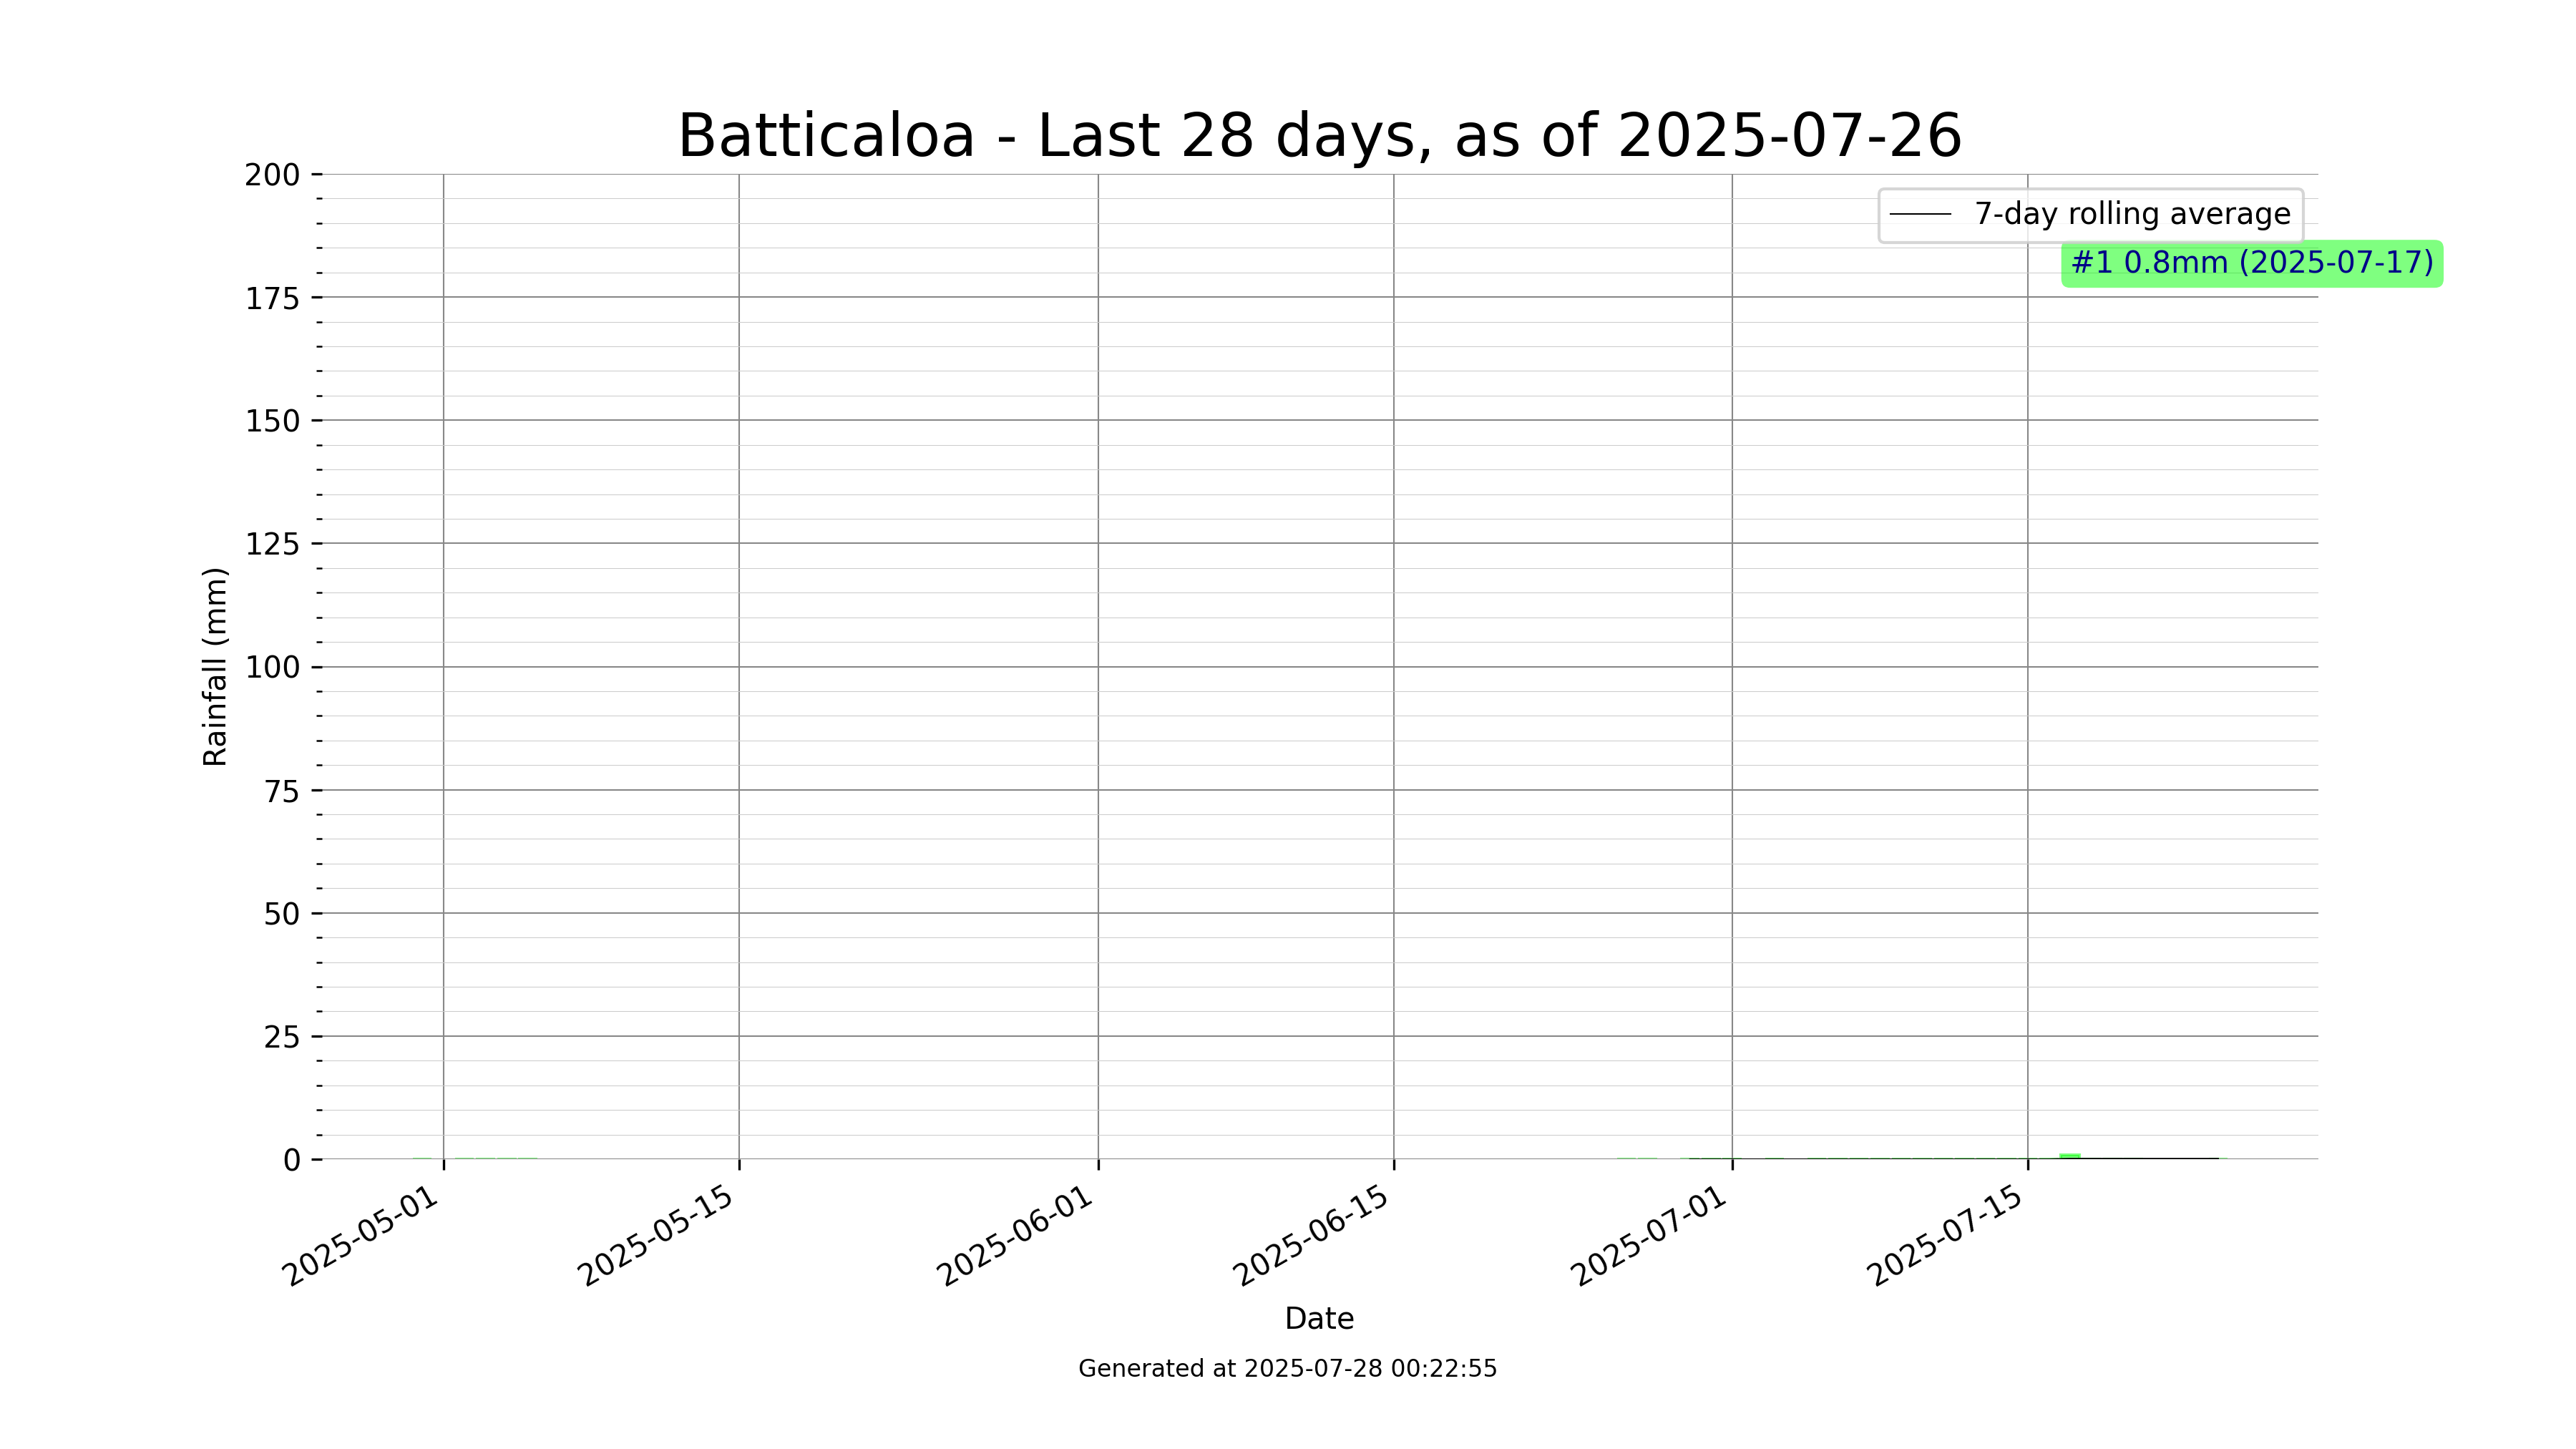 Batticaloa - Last 28 days, as of 2025-07-26
7-day rolling average
#1 0.8mm (2025-07-17)
Rainfall (mm)
200
175
150
125
100
75
50
25
0
2025-05-01
2025-05-15
2025-06-01
2025-06-15
2025-07-01
2025-07-15
Date
Generated at 2025-07-28 00:22:55